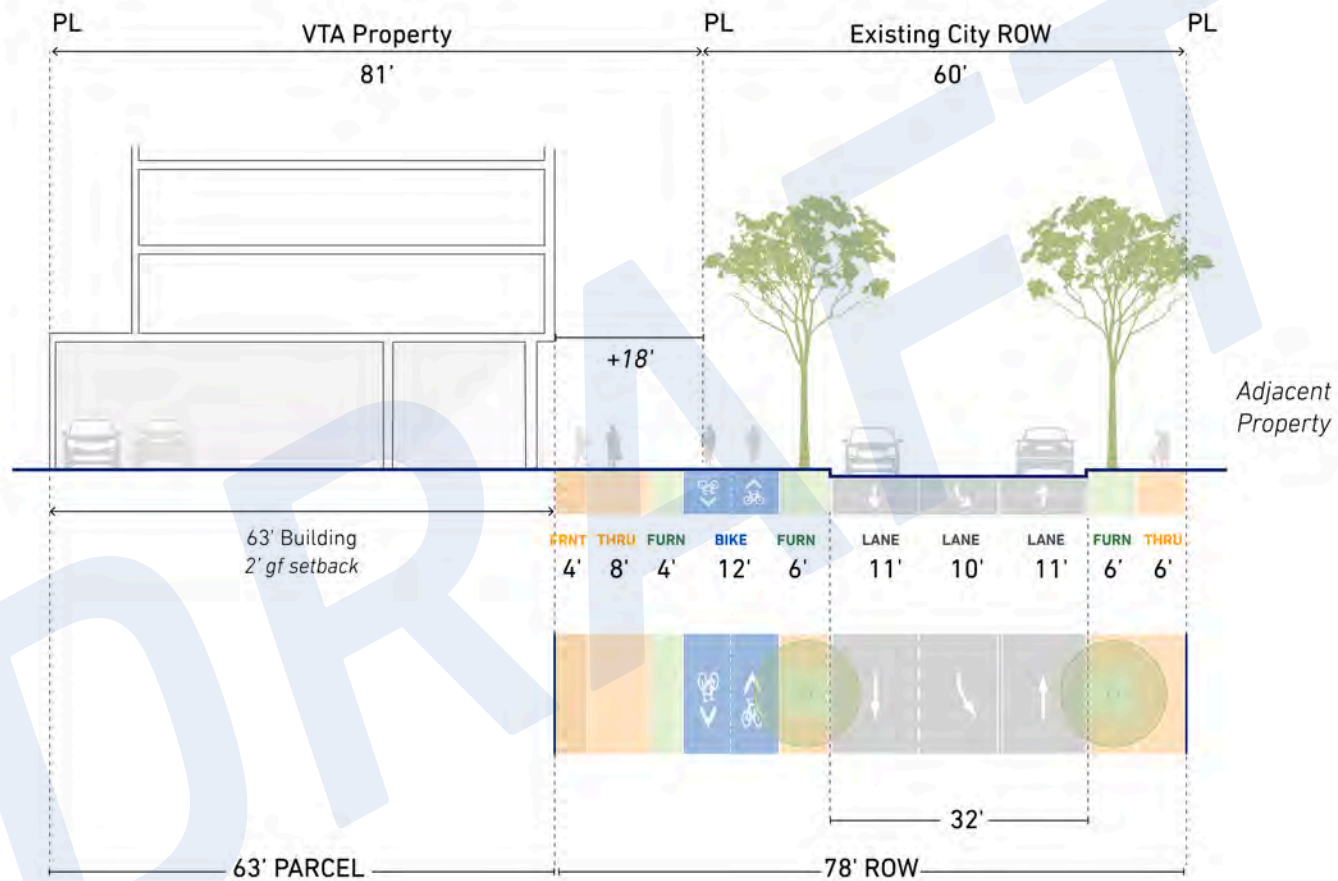 PL
VTA Property
PL
Existing City ROW
PL
81'
60'
+18'
Adjacent
Property
63' Building
2' gf setback
FRNT THRU FURN BIKE FURN LANE LANE LANE FURN THRU
4' 8' 4' 12' 6' 11' 10' 11' 6' 6'
32'
63' PARCEL
78' ROW
DRAFT